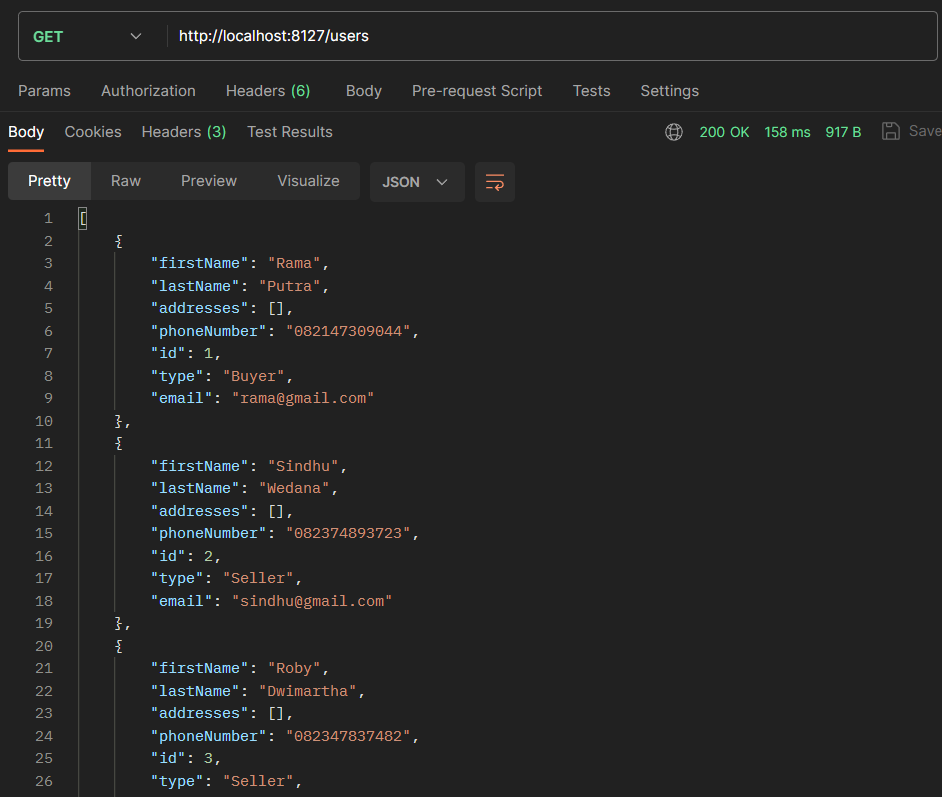 GET http://localhost:8127/users
Params Authorization Headers (6) Body Pre-request Script Tests Settings
Body Cookies Headers (3) Test Results 200 OK 158 ms 917 B Save
Pretty Raw Preview Visualize JSON
1 [
2 {
3 "firstName": "Rama",
4 "lastName": "Putra",
5 "addresses": [],
6 "phoneNumber": "082147309044",
7 "id": 1,
8 "type": "Buyer",
9 "email": "rama@gmail.com"
10 },
11 {
12 "firstName": "Sindhu",
13 "lastName": "Wedana",
14 "addresses": [],
15 "phoneNumber": "082374893723",
16 "id": 2,
17 "type": "Seller",
18 "email": "sindhu@gmail.com"
19 },
20 {
21 "firstName": "Roby",
22 "lastName": "Dwimartha",
23 "addresses": [],
24 "phoneNumber": "082347837482",
25 "id": 3,
26 "type": "Seller",